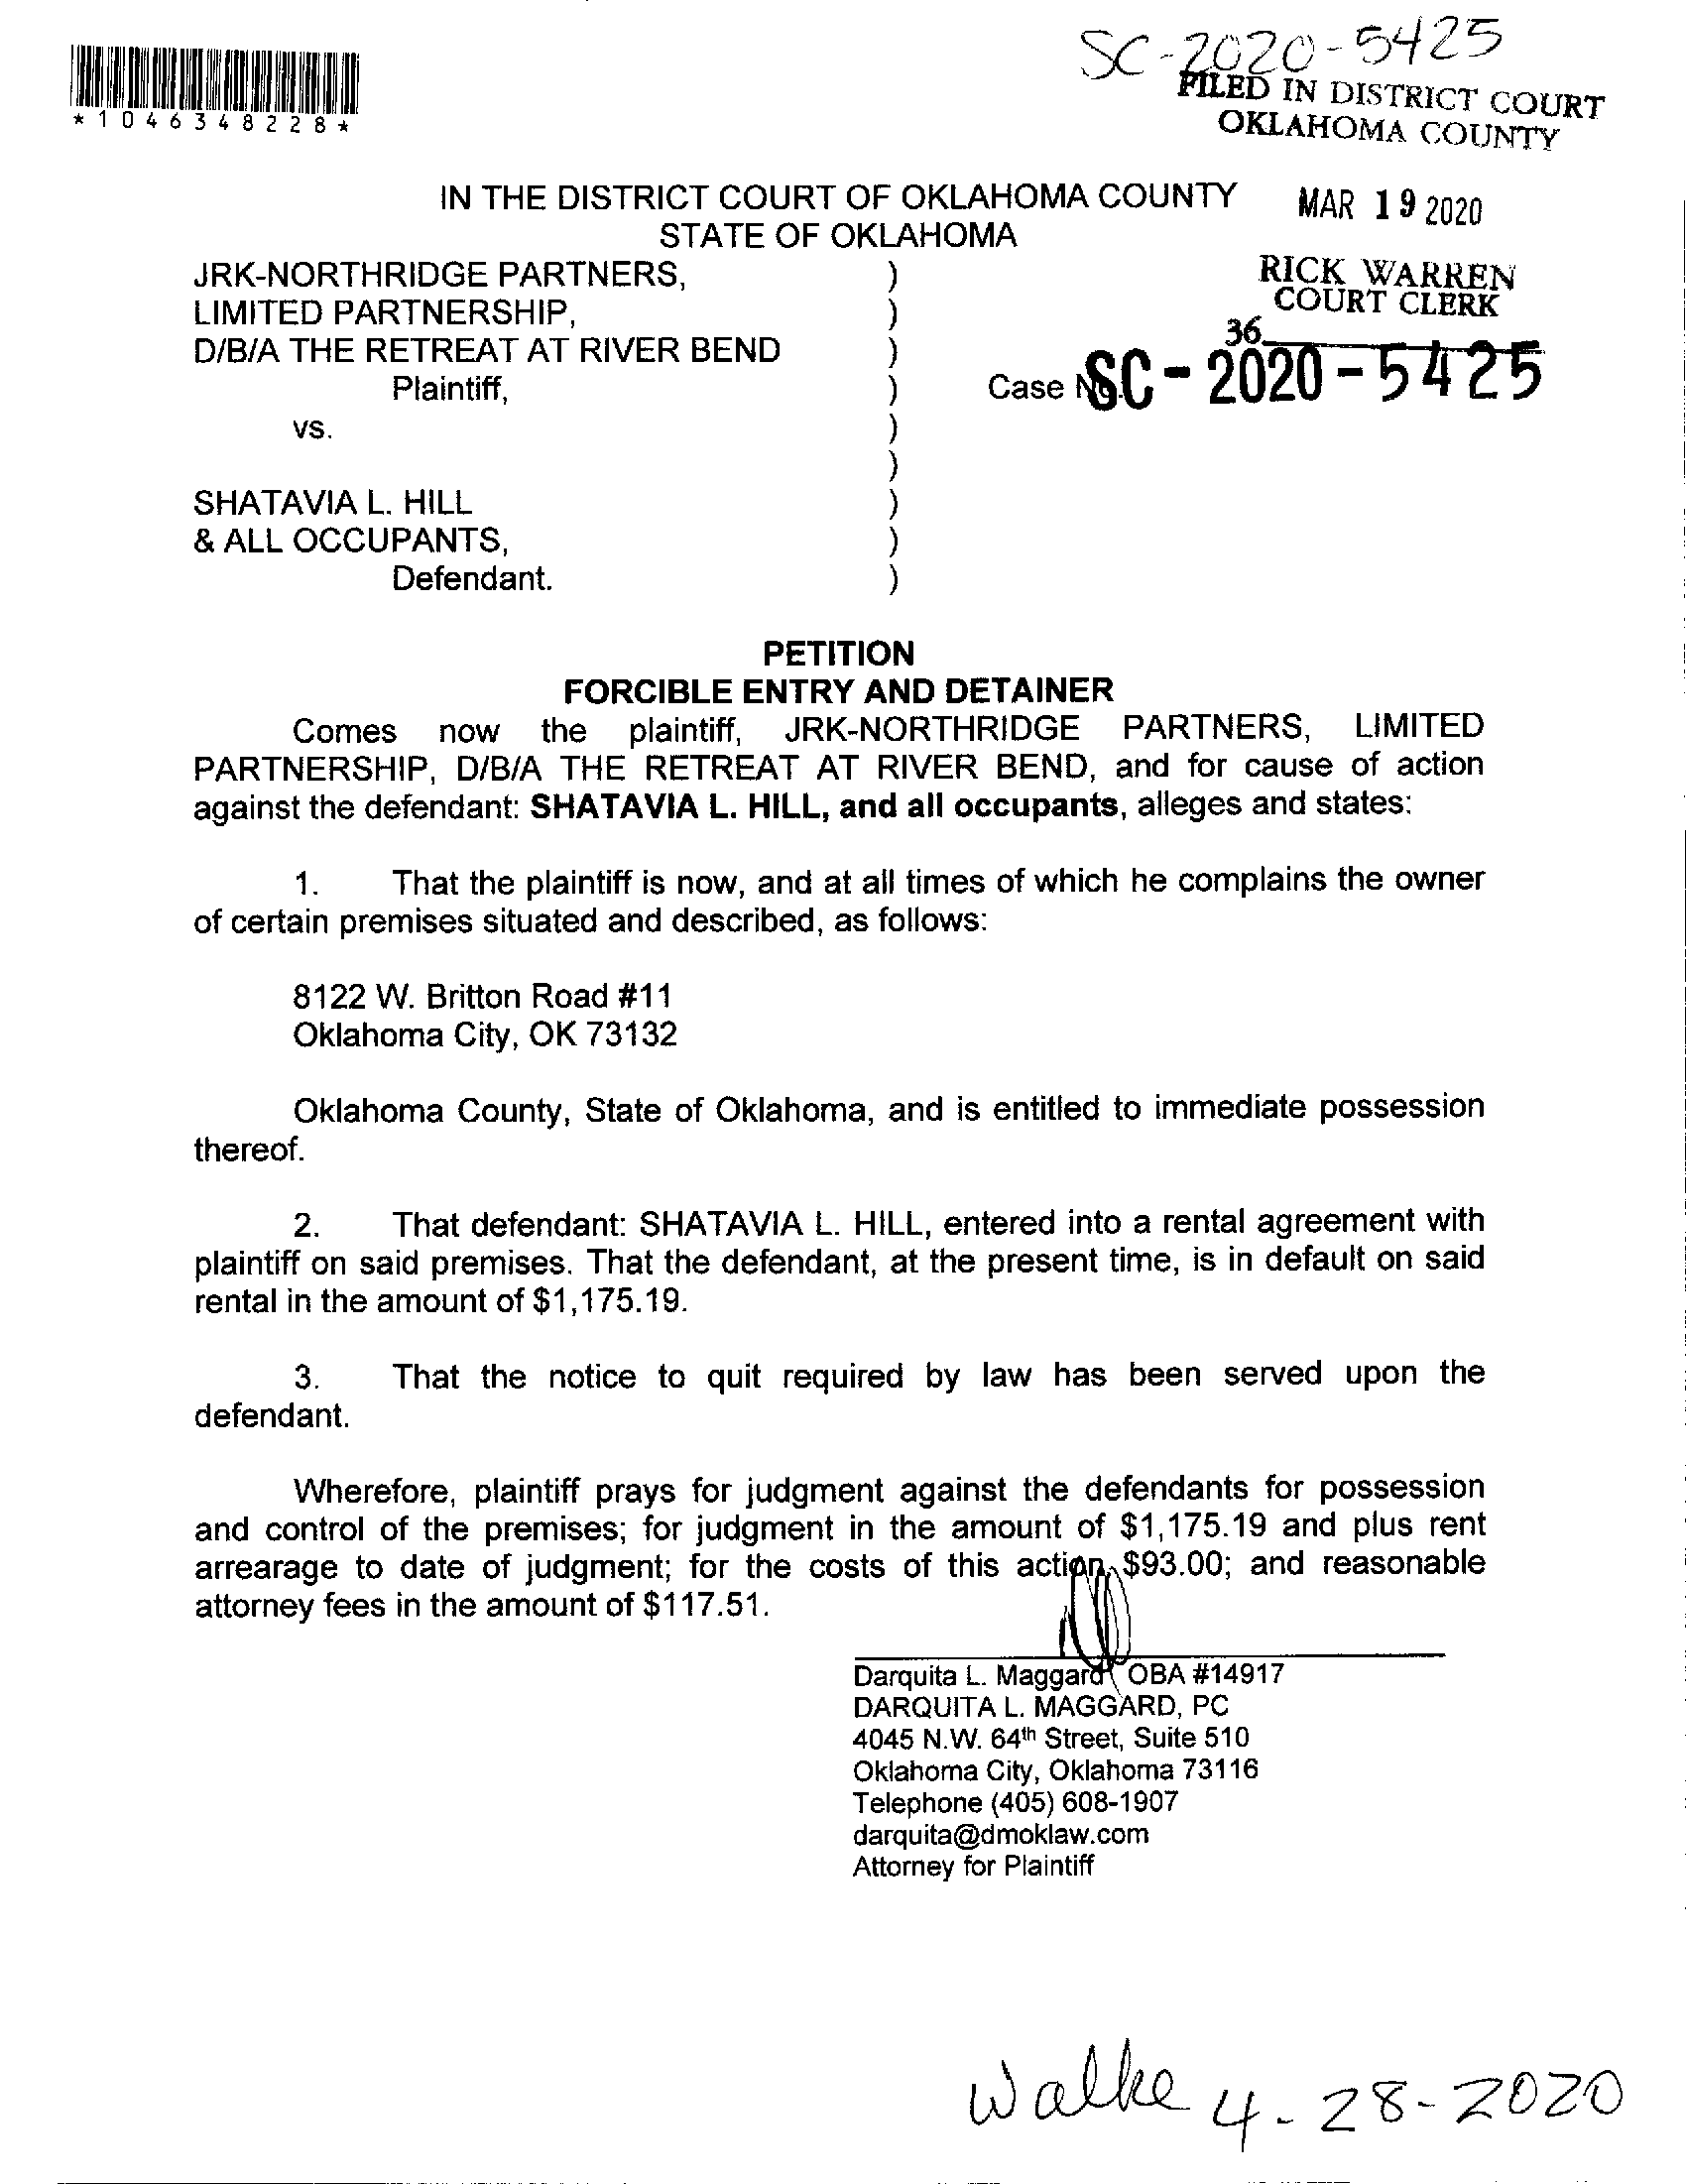 SC-2020-5425
FILED IN DISTRICT COURT
OKLAHOMA COUNTY
*1046348228*
IN THE DISTRICT COURT OF OKLAHOMA COUNTY
MAR 19 2020
STATE OF OKLAHOMA
JRK-NORTHRIDGE PARTNERS, )
RICK WARREN
LIMITED PARTNERSHIP, )
COURT CLERK
36
D/B/A THE RETREAT AT RIVER BEND )
Plaintiff, ) Case No. SC-2020-5425
vs. )
)
SHATAVIA L. HILL )
& ALL OCCUPANTS, )
Defendant. )
PETITION
FORCIBLE ENTRY AND DETAINER
Comes now the plaintiff, JRK-NORTHRIDGE PARTNERS, LIMITED
PARTNERSHIP, D/B/A THE RETREAT AT RIVER BEND, and for cause of action
against the defendant: SHATAVIA L. HILL, and all occupants, alleges and states:
1. That the plaintiff is now, and at all times of which he complains the owner
of certain premises situated and described, as follows:
8122 W. Britton Road #11
Oklahoma City, OK 73132
Oklahoma County, State of Oklahoma, and is entitled to immediate possession
thereof.
2. That defendant: SHATAVIA L. HILL, entered into a rental agreement with
plaintiff on said premises. That the defendant, at the present time, is in default on said
rental in the amount of $1,175.19.
3. That the notice to quit required by law has been served upon the
defendant.
Wherefore, plaintiff prays for judgment against the defendants for possession
and control of the premises; for judgment in the amount of $1,175.19 and plus rent
arrearage to date of judgment; for the costs of this action, $93.00; and reasonable
attorney fees in the amount of $117.51.
Darquita L. Maggard OBA #14917
DARQUITA L. MAGGARD, PC
4045 N.W. 64th Street, Suite 510
Oklahoma City, Oklahoma 73116
Telephone (405) 608-1907
darquita@dmoklaw.com
Attorney for Plaintiff
Walke 4-28-2020